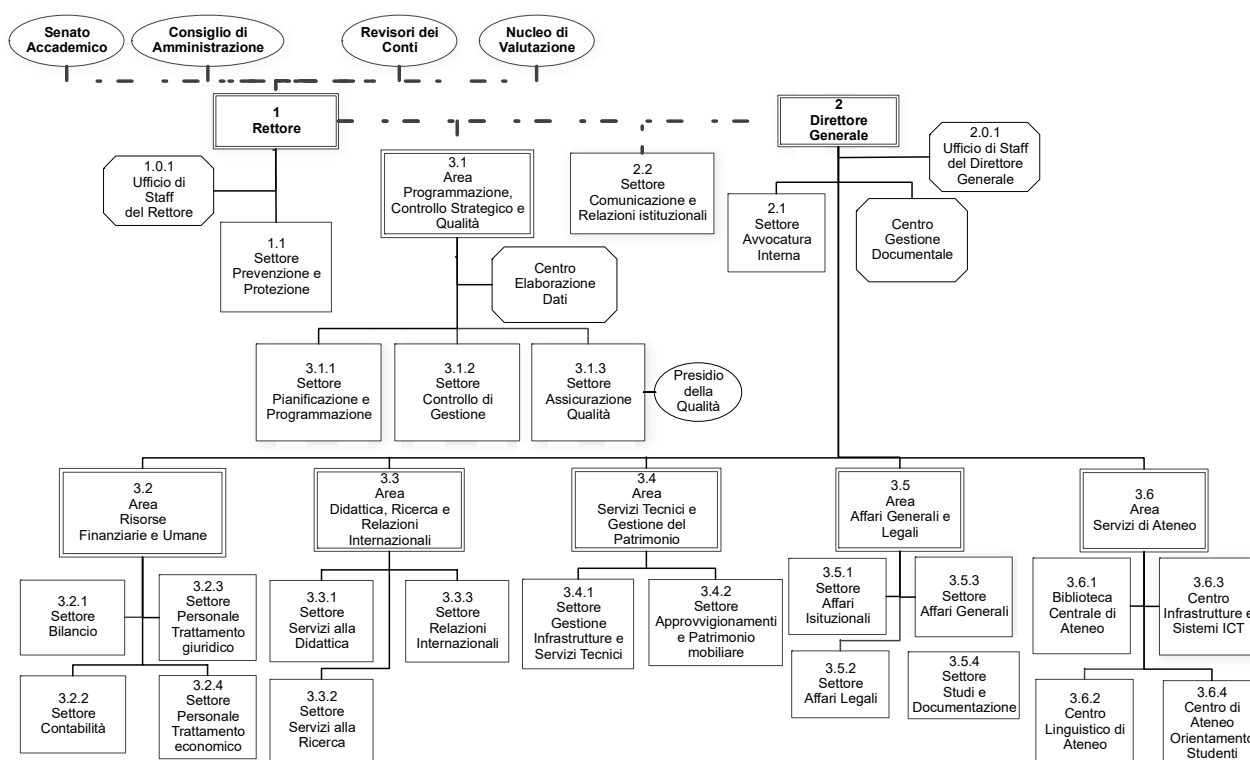 Senato
Accademico
Consiglio di
Amministrazione
Revisori dei
Conti
Nucleo di
Valutazione
1
Rettore
2
Direttore
Generale
1.0.1
Ufficio di
Staff
del Rettore
3.1
Area
Programmazione,
Controllo Strategico e
Qualità
2.2
Settore
Comunicazione e
Relazioni istituzionali
2.0.1
Ufficio di Staff
del Direttore
Generale
1.1
Settore
Prevenzione e
Protezione
2.1
Settore
Avvocatura
Interna
Centro
Gestione
Documentale
Centro
Elaborazione
Dati
3.1.1
Settore
Pianificazione e
Programmazione
3.1.2
Settore
Controllo di
Gestione
3.1.3
Settore
Assicurazione
Qualità
Presidio
della
Qualità
3.2
Area
Risorse
Finanziarie e Umane
3.3
Area
Didattica, Ricerca e
Relazioni
Internazionali
3.4
Area
Servizi Tecnici e
Gestione del
Patrimonio
3.5
Area
Affari Generali e
Legali
3.6
Area
Servizi di Ateneo
3.2.1
Settore
Bilancio
3.2.3
Settore
Personale
Trattamento
giuridico
3.3.1
Settore
Servizi alla
Didattica
3.3.3
Settore
Relazioni
Internazionali
3.4.1
Settore
Gestione
Infrastrutture e
Servizi Tecnici
3.4.2
Settore
Approvvigionamenti
e Patrimonio
mobiliare
3.5.1
Settore
Affari
Isituzionali
3.5.3
Settore
Affari Generali
3.6.1
Biblioteca
Centrale di
Ateneo
3.6.3
Centro
Infrastrutture e
Sistemi ICT
3.2.2
Settore
Contabilità
3.2.4
Settore
Personale
Trattamento
economico
3.3.2
Settore
Servizi alla
Ricerca
3.5.2
Settore
Affari Legali
3.5.4
Settore
Studi e
Documentazione
3.6.2
Centro
Linguistico di
Ateneo
3.6.4
Centro di
Ateneo
Orientamento
Studenti